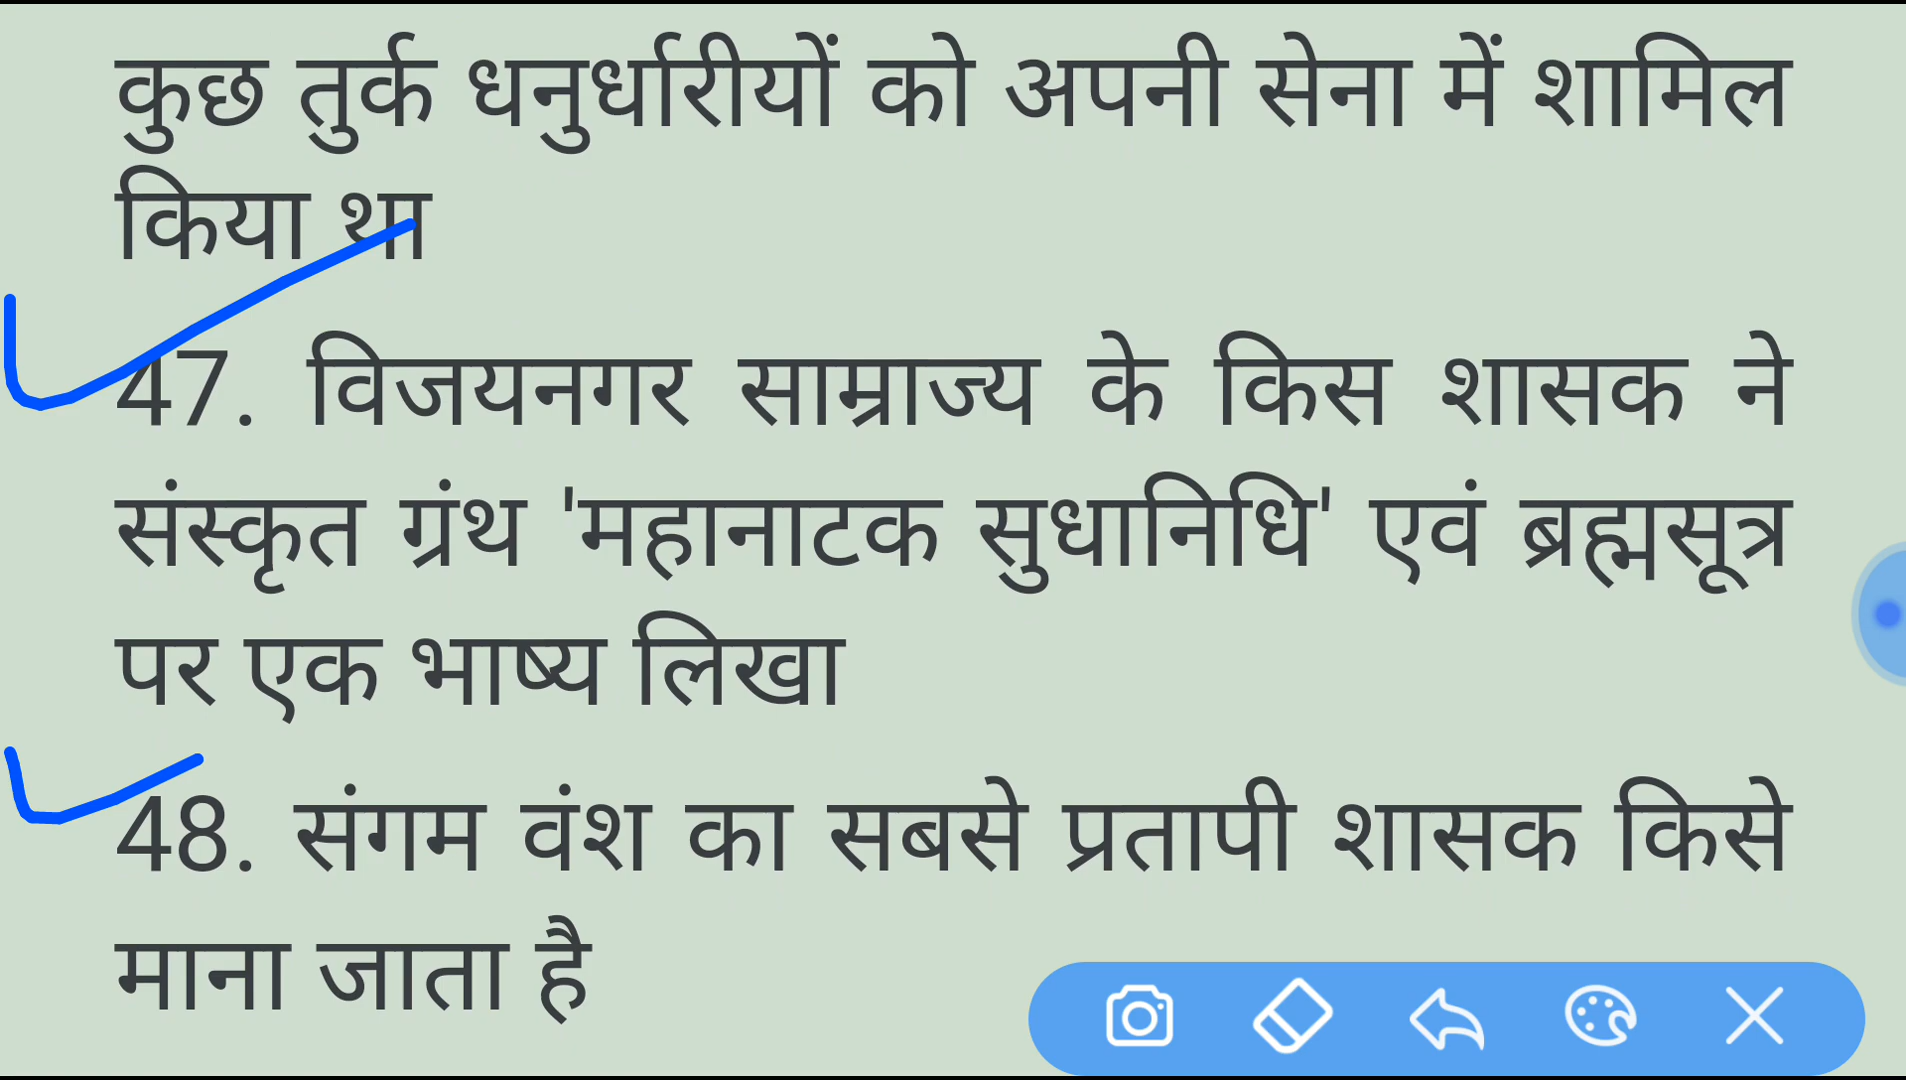 कुछ तुर्क धनुर्धारीयों को अपनी सेना में शामिल
किया था
47. विजयनगर साम्राज्य के किस शासक ने
संस्कृत ग्रंथ 'महानाटक सुधानिधि' एवं ब्रह्मसूत्र
पर एक भाष्य लिखा
48. संगम वंश का सबसे प्रतापी शासक किसे
माना जाता है